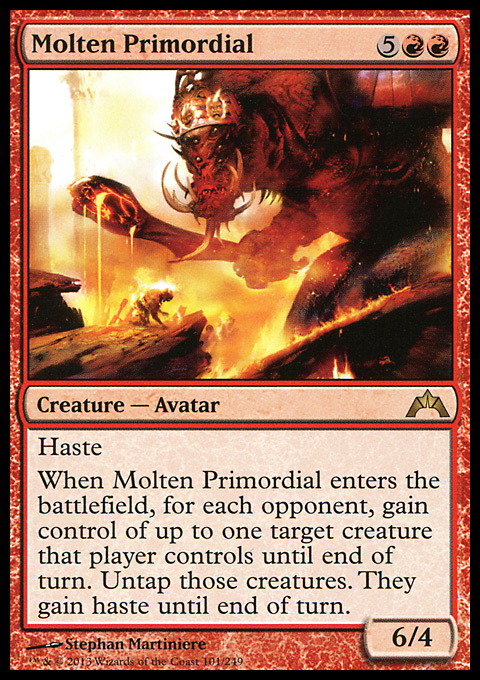 Molten Primordial 5
Creature — Avatar
Haste
When Molten Primordial enters the
battlefield, for each opponent, gain
control of up to one target creature
that player controls until end of
turn. Untap those creatures. They
gain haste until end of turn.
Stephan Martiniere
6/4
™ & © 2013 Wizards of the Coast 101/249